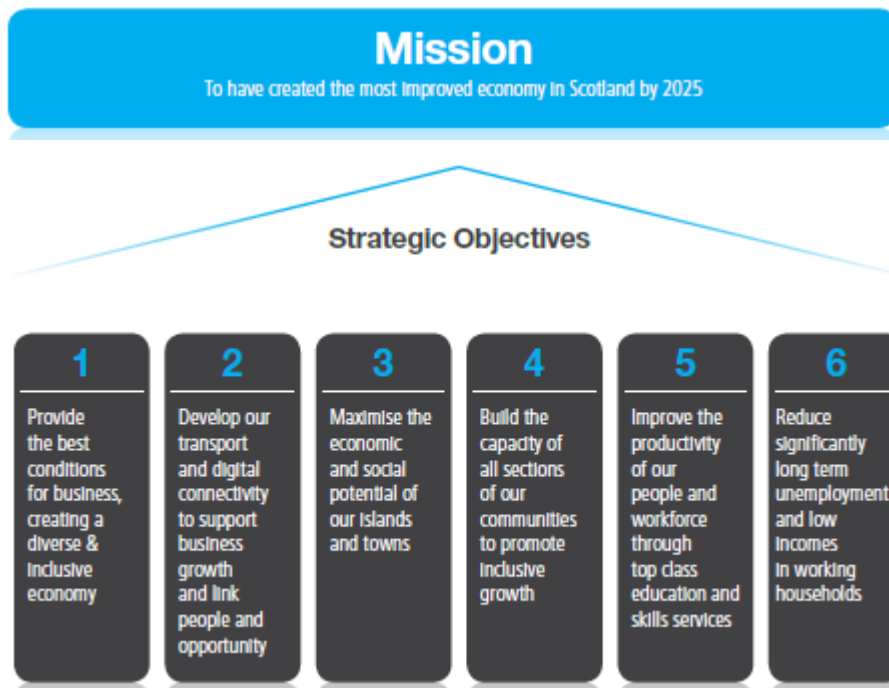 Mission
To have created the most improved economy in Scotland by 2025
Strategic Objectives
1
Provide
the best
conditions
for business,
creating a
diverse &
inclusive
economy
2
Develop our
transport
and digital
connectivity
to support
business
growth
and link
people and
opportunity
3
Maximise the
economic
and social
potential of
our islands
and towns
4
Build the
capacity of
all sections
of our
communities
to promote
inclusive
growth
5
Improve the
productivity
of our
people and
workforce
through
top class
education and
skills services
6
Reduce
significantly
long term
unemployment
and low
incomes
in working
households